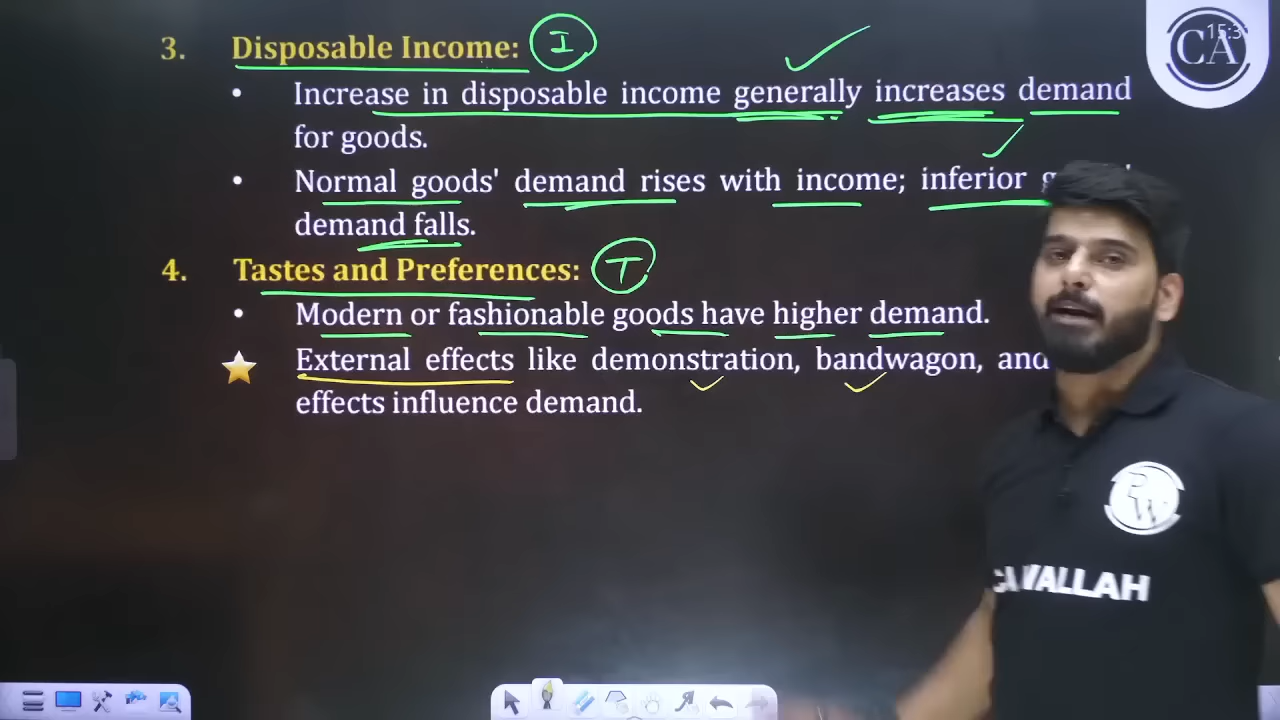 3. Disposable Income: I
• Increase in disposable income generally increases demand
for goods.
• Normal goods' demand rises with income; inferior
demand falls.
4. Tastes and Preferences: T
• Modern or fashionable goods have higher demand.
External effects like demonstration, bandwagon, and
effects influence demand.
CA
PW
WALLAH